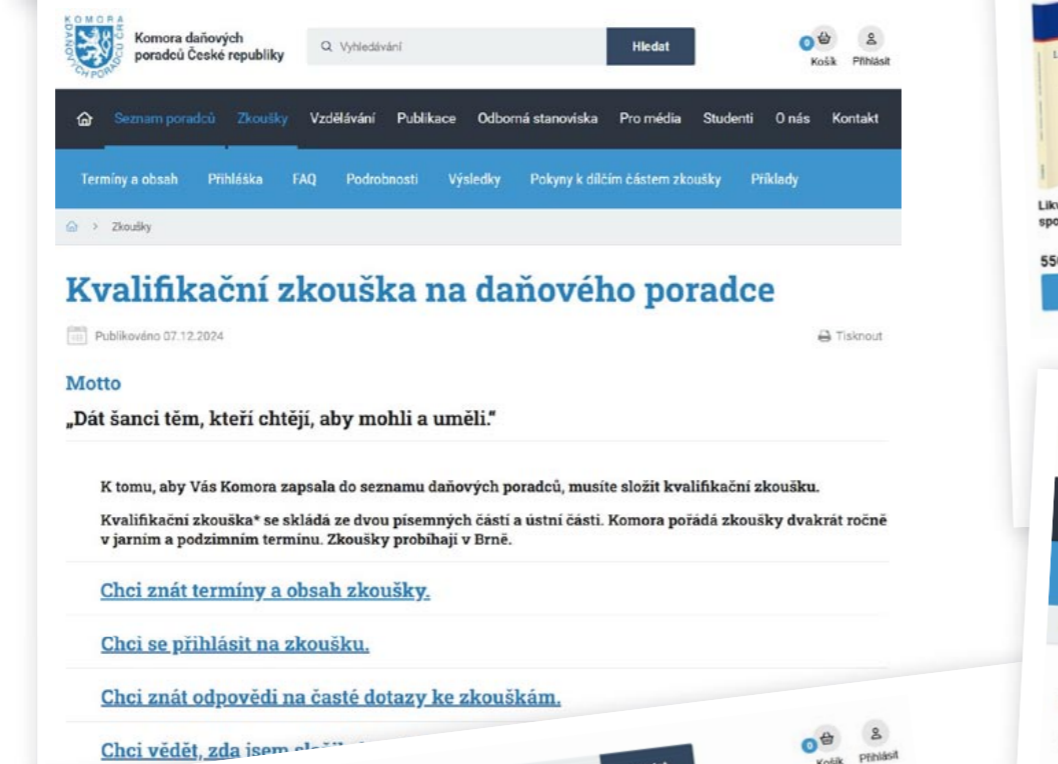 KOMORA DAŇOVÝCH PORADCŮ ČR
Komora daňových
poradců České republiky
Vyhledávání
Hledat
0
Košík
Přihlásit
Seznam poradců Zkoušky Vzdělávání Publikace Odborná stanoviska Pro média Studenti O nás Kontakt
Termíny a obsah Přihláška FAQ Podrobnosti Výsledky Pokyny k dílčím částem zkoušky Příklady
> Zkoušky
Kvalifikační zkouška na daňového poradce
Publikováno 07.12.2024
Tisknout
Motto
„Dát šanci těm, kteří chtějí, aby mohli a uměli.“
K tomu, aby Vás Komora zapsala do seznamu daňových poradců, musíte složit kvalifikační zkoušku.
Kvalifikační zkouška* se skládá ze dvou písemných částí a ústní části. Komora pořádá zkoušky dvakrát ročně
v jarním a podzimním termínu. Zkoušky probíhají v Brně.
Chci znát termíny a obsah zkoušky.
Chci se přihlásit na zkoušku.
Chci znát odpovědi na časté dotazy ke zkouškám.
Chci vědět, zda jsem
0
Košík
Přihlásit